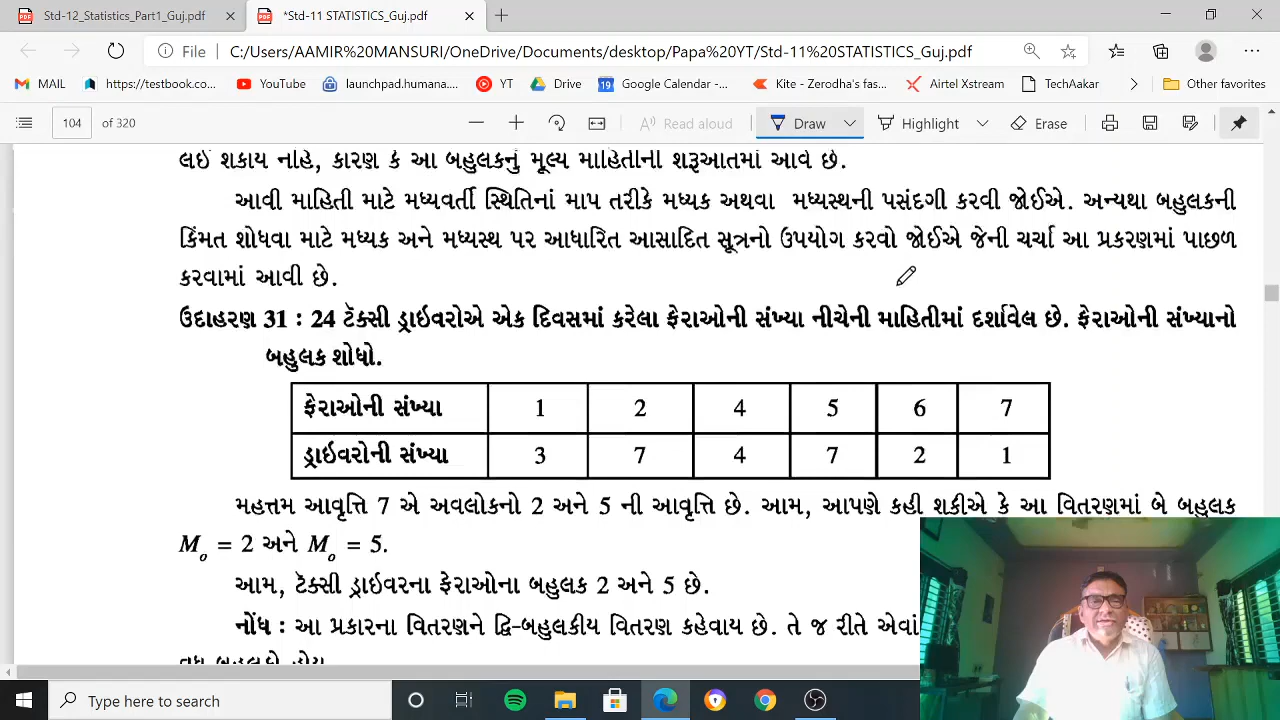 Std-12_Statistics_Part1_Guj.pdf
*Std-11 STATISTICS_Guj.pdf
File C:/Users/AAMIR%20MANSURI/OneDrive/Documents/desktop/Papa%20YT/Std-11%20STATISTICS_Guj.pdf
MAIL https://testbook.co... YouTube launchpad.humana... YT Drive Google Calendar -... Kite - Zerodha's fas... Airtel Xstream TechAakar Other favorites
104 of 320 Read aloud Draw Highlight Erase
લઈ શકાય નહિ, કારણ કે આ બહુલકનું મૂલ્ય માહિતીની શરૂઆતમાં આવે છે.
આવી માહિતી માટે મધ્યવર્તી સ્થિતિનાં માપ તરીકે મધ્યક અથવા મધ્યસ્થની પસંદગી કરવી જોઈએ. અન્યથા બહુલકની
કિંમત શોધવા માટે મધ્યક અને મધ્યસ્થ પર આધારિત આસાદિત સૂત્રનો ઉપયોગ કરવો જોઈએ જેની ચર્ચા આ પ્રકરણમાં પાછળ
કરવામાં આવી છે.
ઉદાહરણ 31 : 24 ટૅક્સી ડ્રાઇવરોએ એક દિવસમાં કરેલા ફેરાઓની સંખ્યા નીચેની માહિતીમાં દર્શાવેલ છે. ફેરાઓની સંખ્યાનો
બહુલક શોધો.
ફેરાઓની સંખ્યા 1 2 4 5 6 7
ડ્રાઇવરોની સંખ્યા 3 7 4 7 2 1
મહત્તમ આવૃત્તિ 7 એ અવલોકનો 2 અને 5 ની આવૃત્તિ છે. આમ, આપણે કહી શકીએ કે આ વિતરણમાં બે બહુલક
Mo = 2 અને Mo = 5.
આમ, ટૅક્સી ડ્રાઇવરના ફેરાઓના બહુલક 2 અને 5 છે.
નોંધ : આ પ્રકારના વિતરણને દ્વિ-બહુલકીય વિતરણ કહેવાય છે. તે જ રીતે એવાં
Type here to search